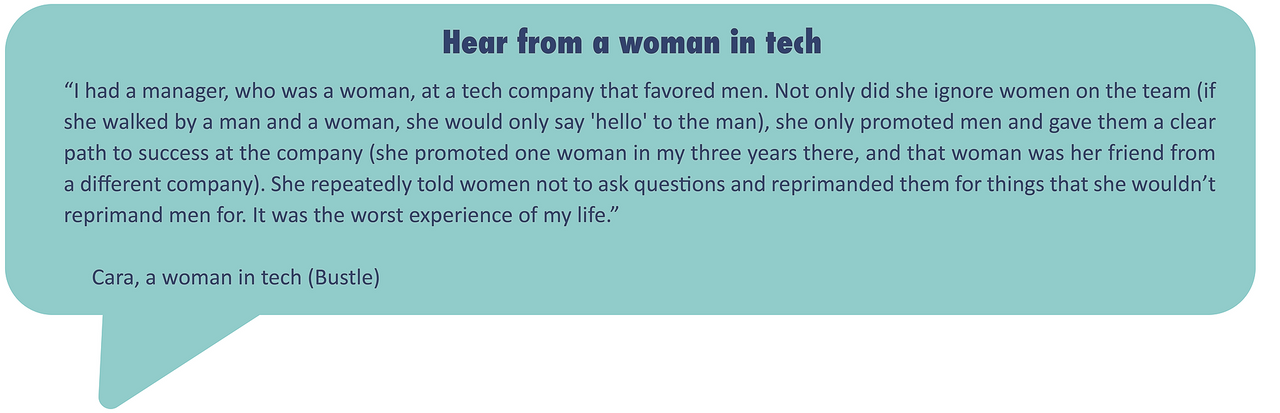 Hear from a woman in tech
“I had a manager, who was a woman, at a tech company that favored men. Not only did she ignore women on the team (if
she walked by a man and a woman, she would only say 'hello' to the man), she only promoted men and gave them a clear
path to success at the company (she promoted one woman in my three years there, and that woman was her friend from
a different company). She repeatedly told women not to ask questions and reprimanded them for things that she wouldn’t
reprimand men for. It was the worst experience of my life.”
Cara, a woman in tech (Bustle)